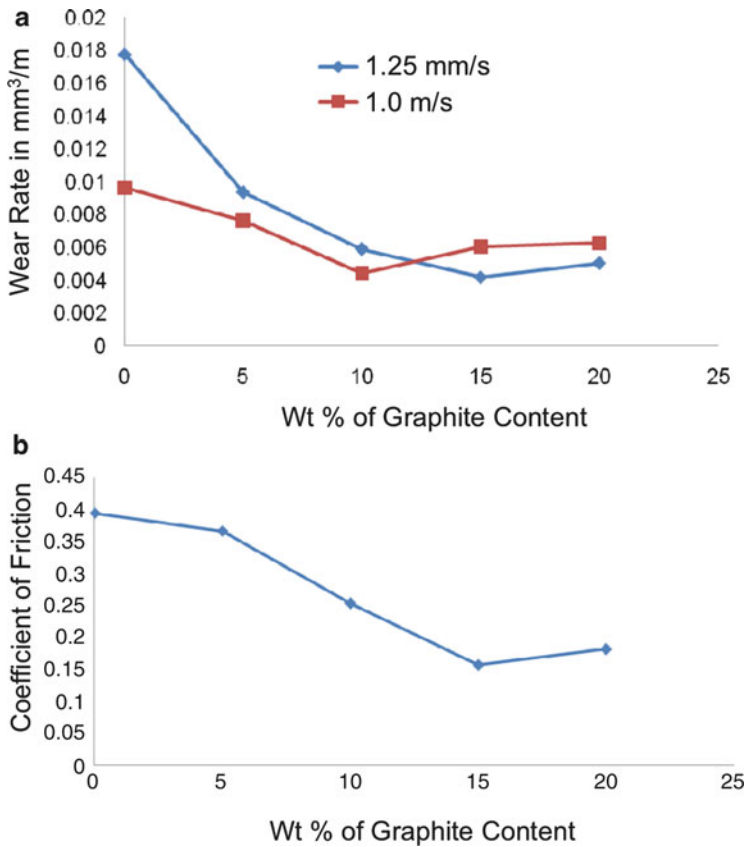 a
0.02
0.018
0.016
0.014
0.012
0.01
0.008
0.006
0.004
0.002
0
Wear Rate in mm³/m
1.25 mm/s
1.0 m/s
0 5 10 15 20 25
Wt % of Graphite Content
b
0.45
0.4
0.35
0.3
0.25
0.2
0.15
0.1
0.05
0
Coefficient of Friction
0 5 10 15 20 25
Wt % of Graphite Content